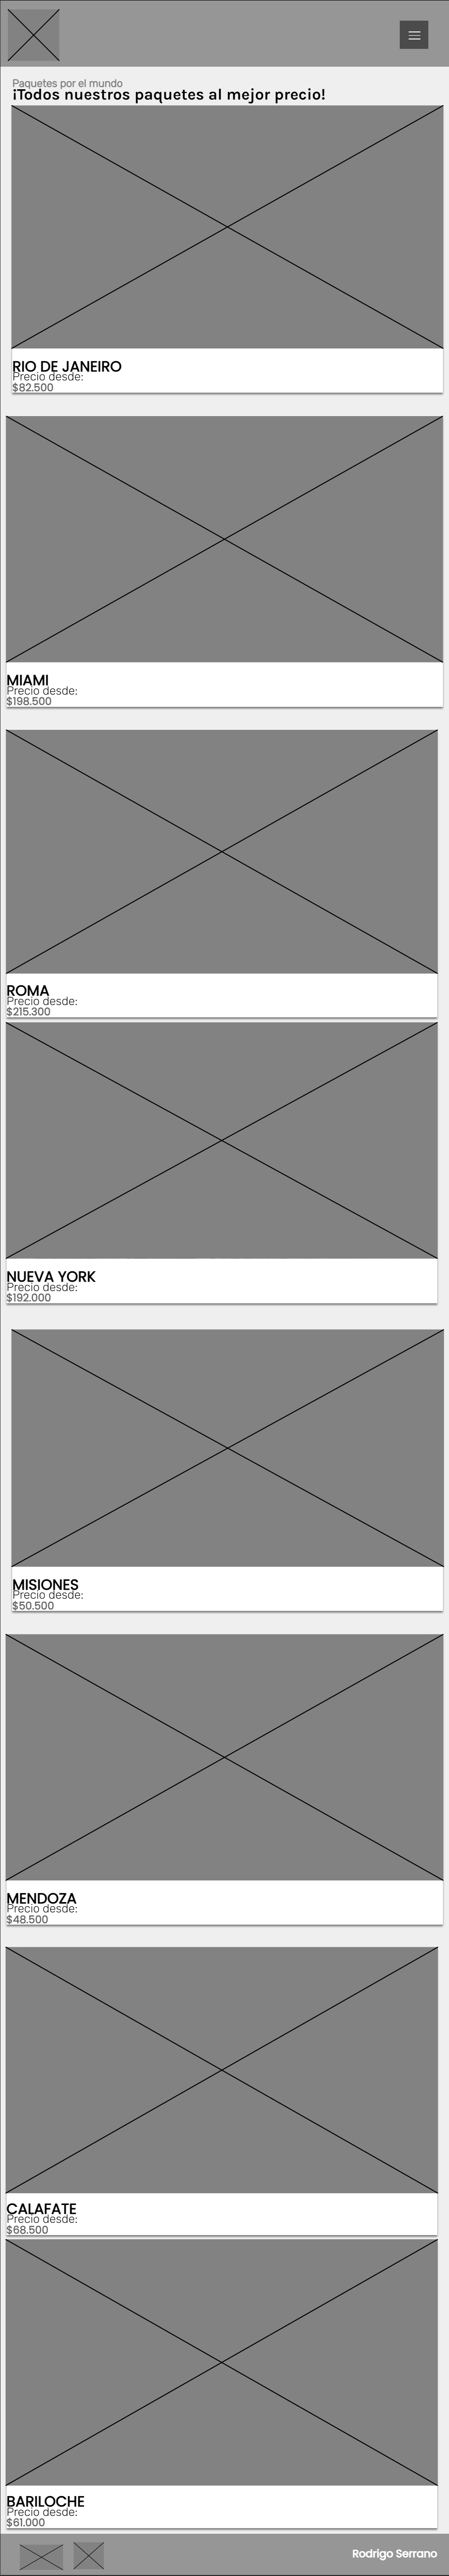 Paquetes por el mundo
¡Todos nuestros paquetes al mejor precio!
RIO DE JANEIRO
Precio desde:
$82.500
MIAMI
Precio desde:
$198.500
ROMA
Precio desde:
$215.300
NUEVA YORK
Precio desde:
$192.000
MISIONES
Precio desde:
$50.500
MENDOZA
Precio desde:
$48.500
CALAFATE
Precio desde:
$68.500
BARILOCHE
Precio desde:
$61.000
Rodrigo Serrano